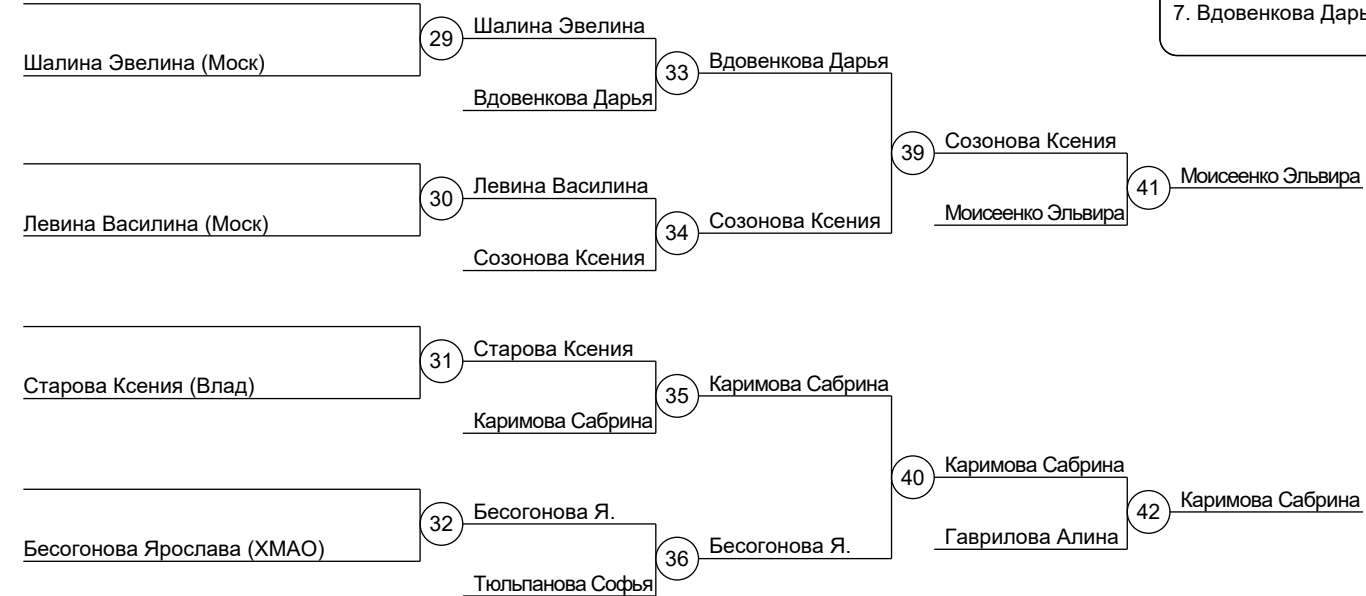 7. Вдовенкова
Шалина Эвелина
29
Шалина Эвелина (Моск)
Вдовенкова Дарья
33
Вдовенкова Дарья
Созонова Ксения
39
Моисеенко Эльвира
41
Левина Василина
30
Левина Василина (Моск)
Созонова Ксения
34
Моисеенко Эльвира
Созонова Ксения
Старова Ксения
31
Старова Ксения (Влад)
Каримова Сабрина
35
Каримова Сабрина
Каримова Сабрина
40
Каримова Сабрина
42
Бесогонова Я.
32
Бесогонова Ярослава (ХМАО)
Бесогонова Я.
36
Гаврилова Алина
Тюльпанова Софья